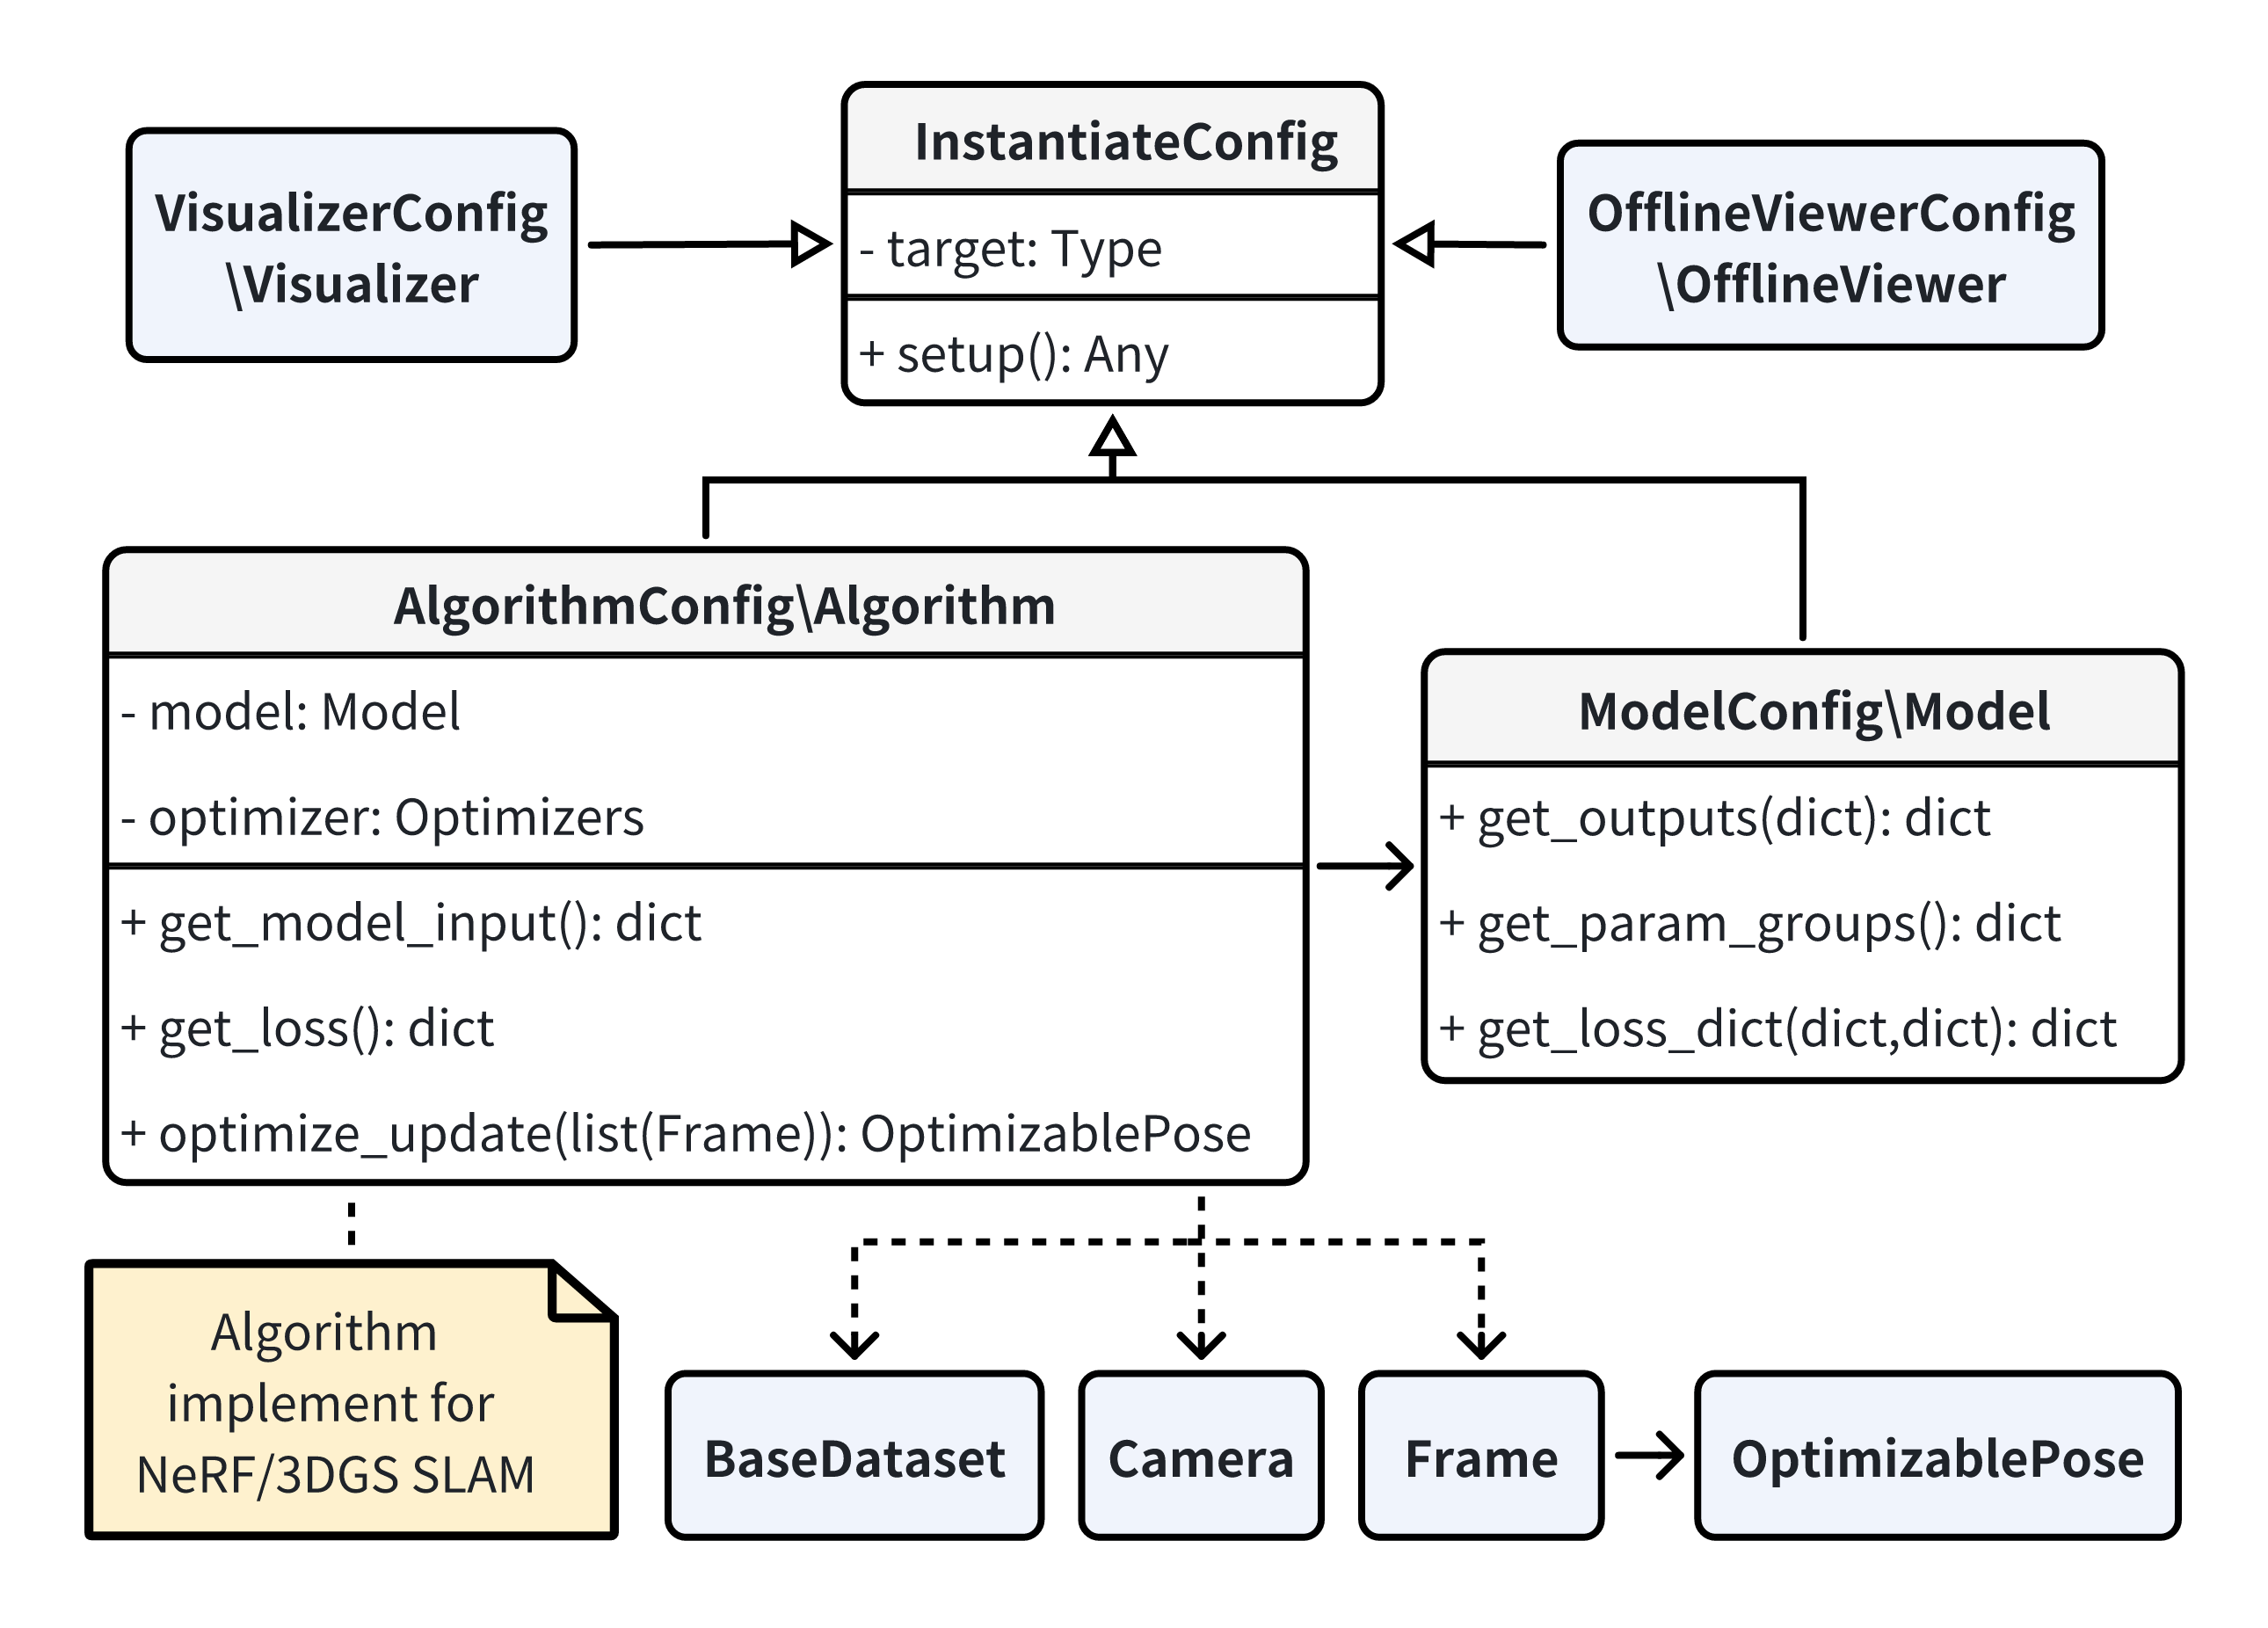 VisualizerConfig
\Visualizer
InstantiateConfig
- target: Type
+ setup(): Any
OfflineViewerConfig
\OfflineViewer
AlgorithmConfig\Algorithm
- model: Model
- optimizer: Optimizers
+ get_model_input(): dict
+ get_loss(): dict
+ optimize_update(list(Frame)): OptimizablePose
ModelConfig\Model
+ get_outputs(dict): dict
+ get_param_groups(): dict
+ get_loss_dict(dict,dict): dict
Algorithm
implement for
NeRF/3DGS SLAM
BaseDataset
Camera
Frame
OptimizablePose